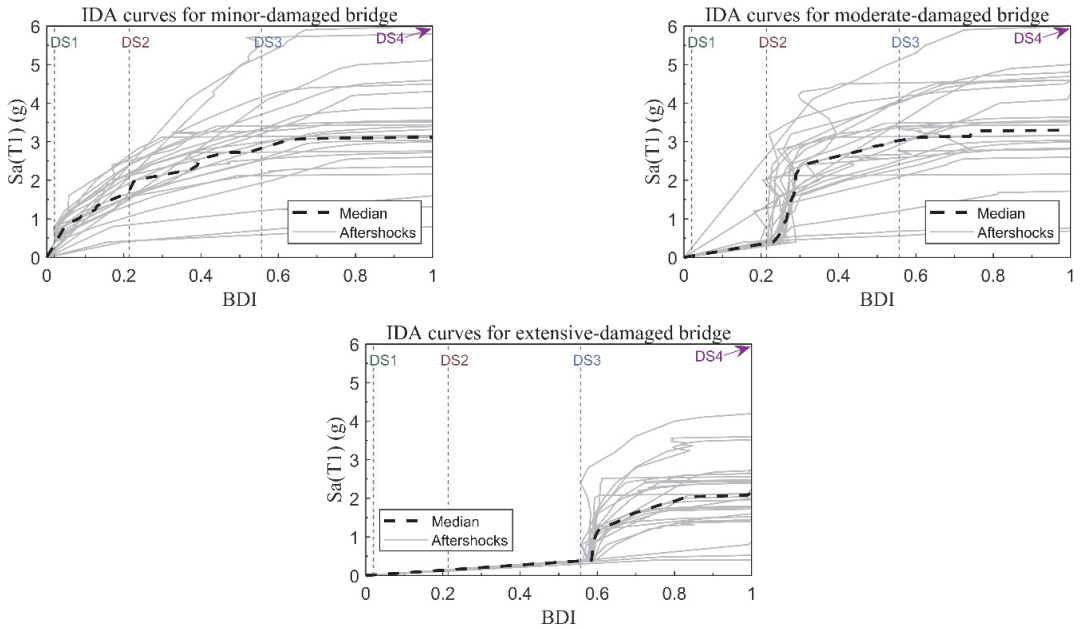 IDA curves for minor-damaged bridge
6
5
4
3
2
1
0
Sa(T1) (g)
DS1
DS2
DS3
DS4
Median
Aftershocks
0
0.2
0.4
0.6
0.8
1
BDI
IDA curves for moderate-damaged bridge
6
5
4
3
2
1
0
Sa(T1) (g)
DS1
DS2
DS3
DS4
Median
Aftershocks
0
0.2
0.4
0.6
0.8
1
BDI
IDA curves for extensive-damaged bridge
6
5
4
3
2
1
0
Sa(T1) (g)
DS1
DS2
DS3
DS4
Median
Aftershocks
0
0.2
0.4
0.6
0.8
1
BDI